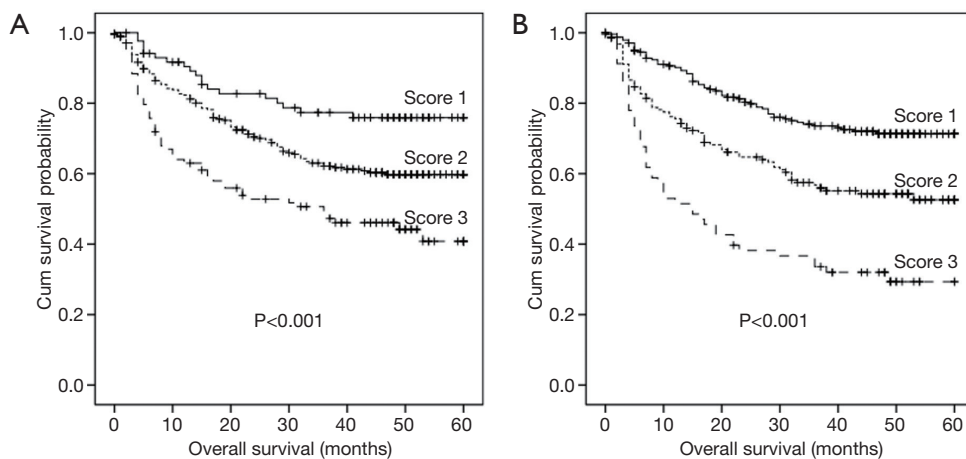 A
Cum survival probability
1.0
0.8
0.6
0.4
0.2
0.0
Score 1
Score 2
Score 3
P<0.001
0 10 20 30 40 50 60
Overall survival (months)
B
Cum survival probability
1.0
0.8
0.6
0.4
0.2
0.0
Score 1
Score 2
Score 3
P<0.001
0 10 20 30 40 50 60
Overall survival (months)